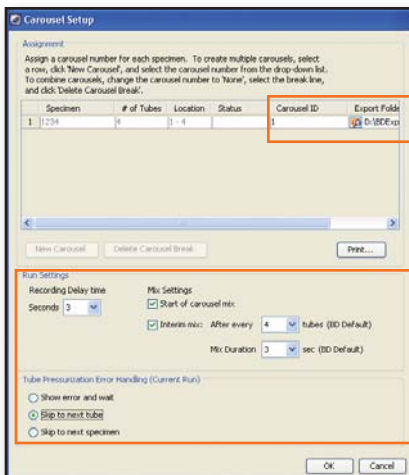 Carousel Setup
Assignment
Assign a carousel number for each specimen. To create multiple carousels, select
a row, click 'New Carousel', and select the carousel number from the drop-down list.
To combine carousels, change the carousel number to 'None', select the break line,
and click 'Delete Carousel Break'.
Specimen # of Tubes Location Status Carousel ID Export Folde
1 1234 4 1 - 4 1 D:\BDExp
New Carousel Delete Carousel Break Print...
Run Settings
Recording Delay time Mix Settings
Seconds 3 Start of carousel mix
Interim mix: After every 4 tubes (BD Default)
Mix Duration 3 sec (BD Default)
Tube Pressurization Error Handling (Current Run)
Show error and wait
Skip to next tube
Skip to next specimen
OK Cancel